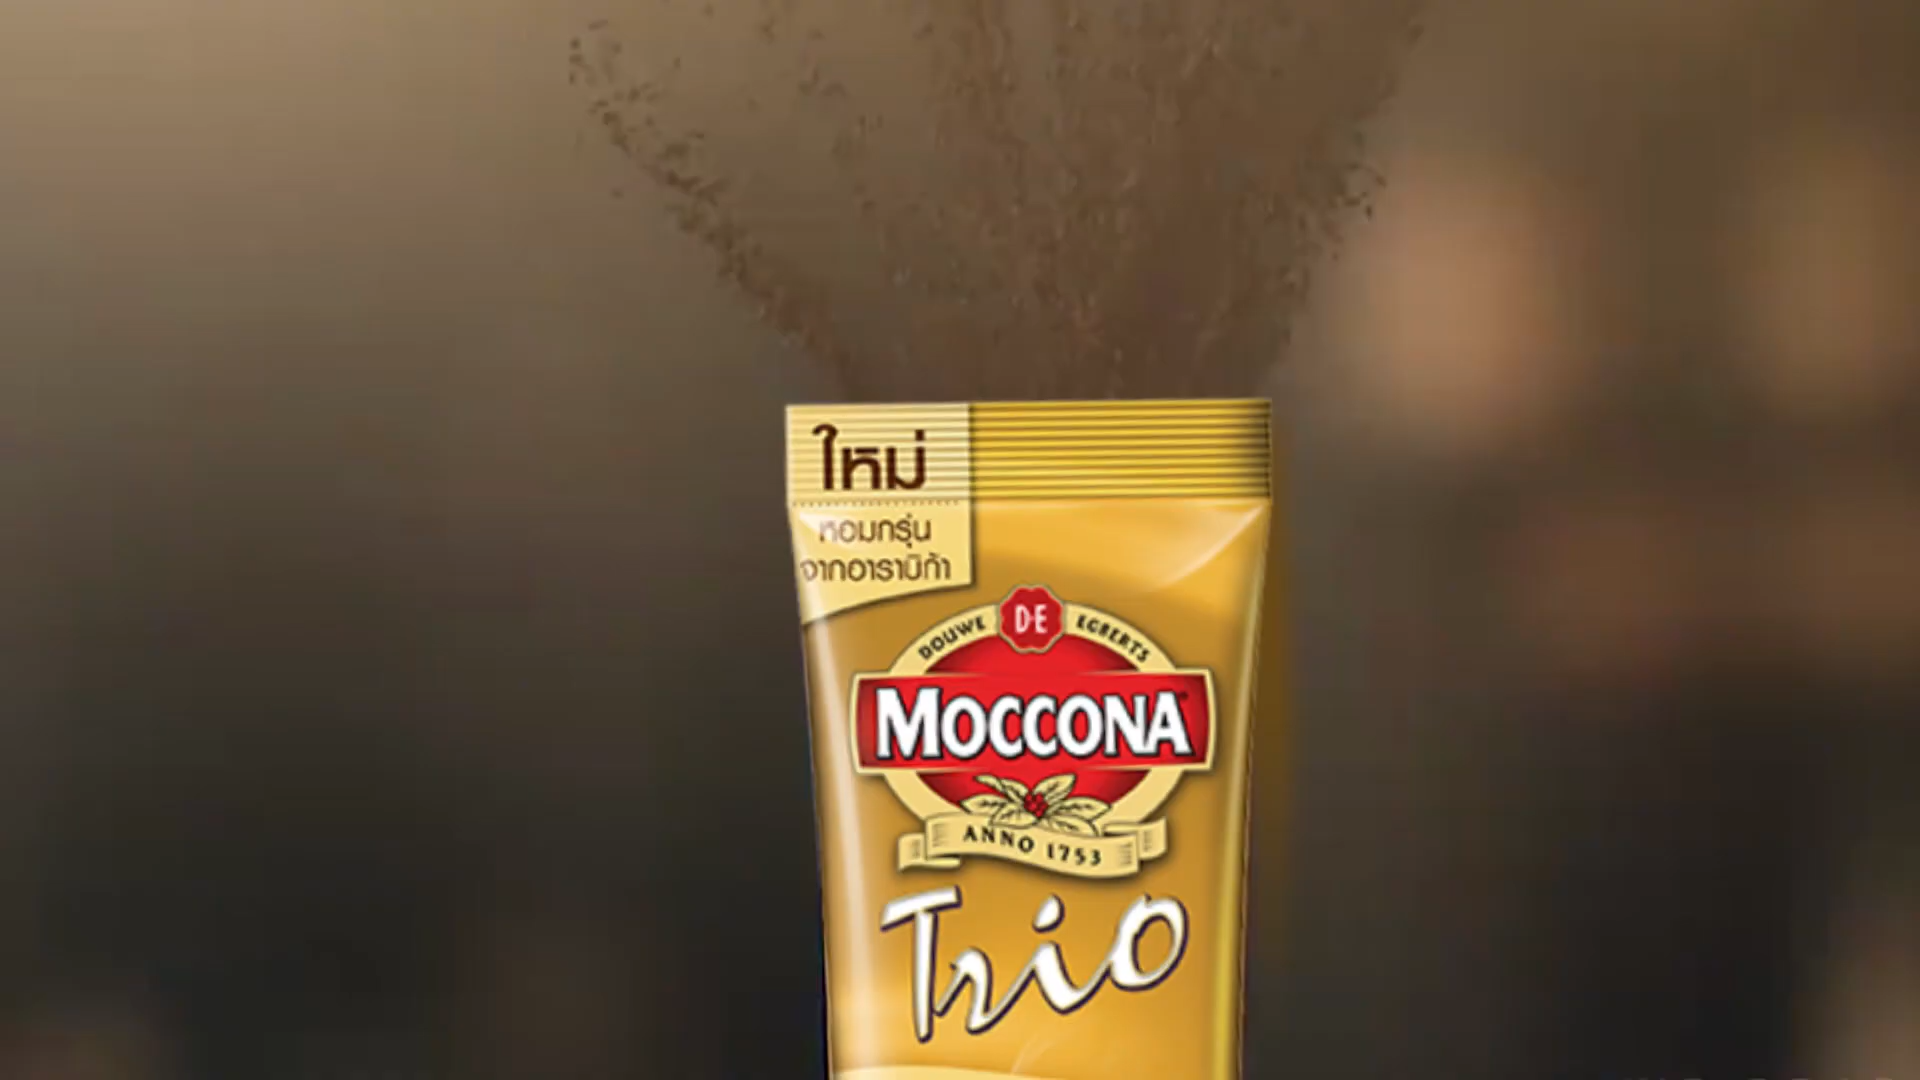 ใหม่
หอมกรุ่น
จากอาราบิก้า
D·E
DOUWE EGBERTS
MOCCONA
ANNO 1753
Trio